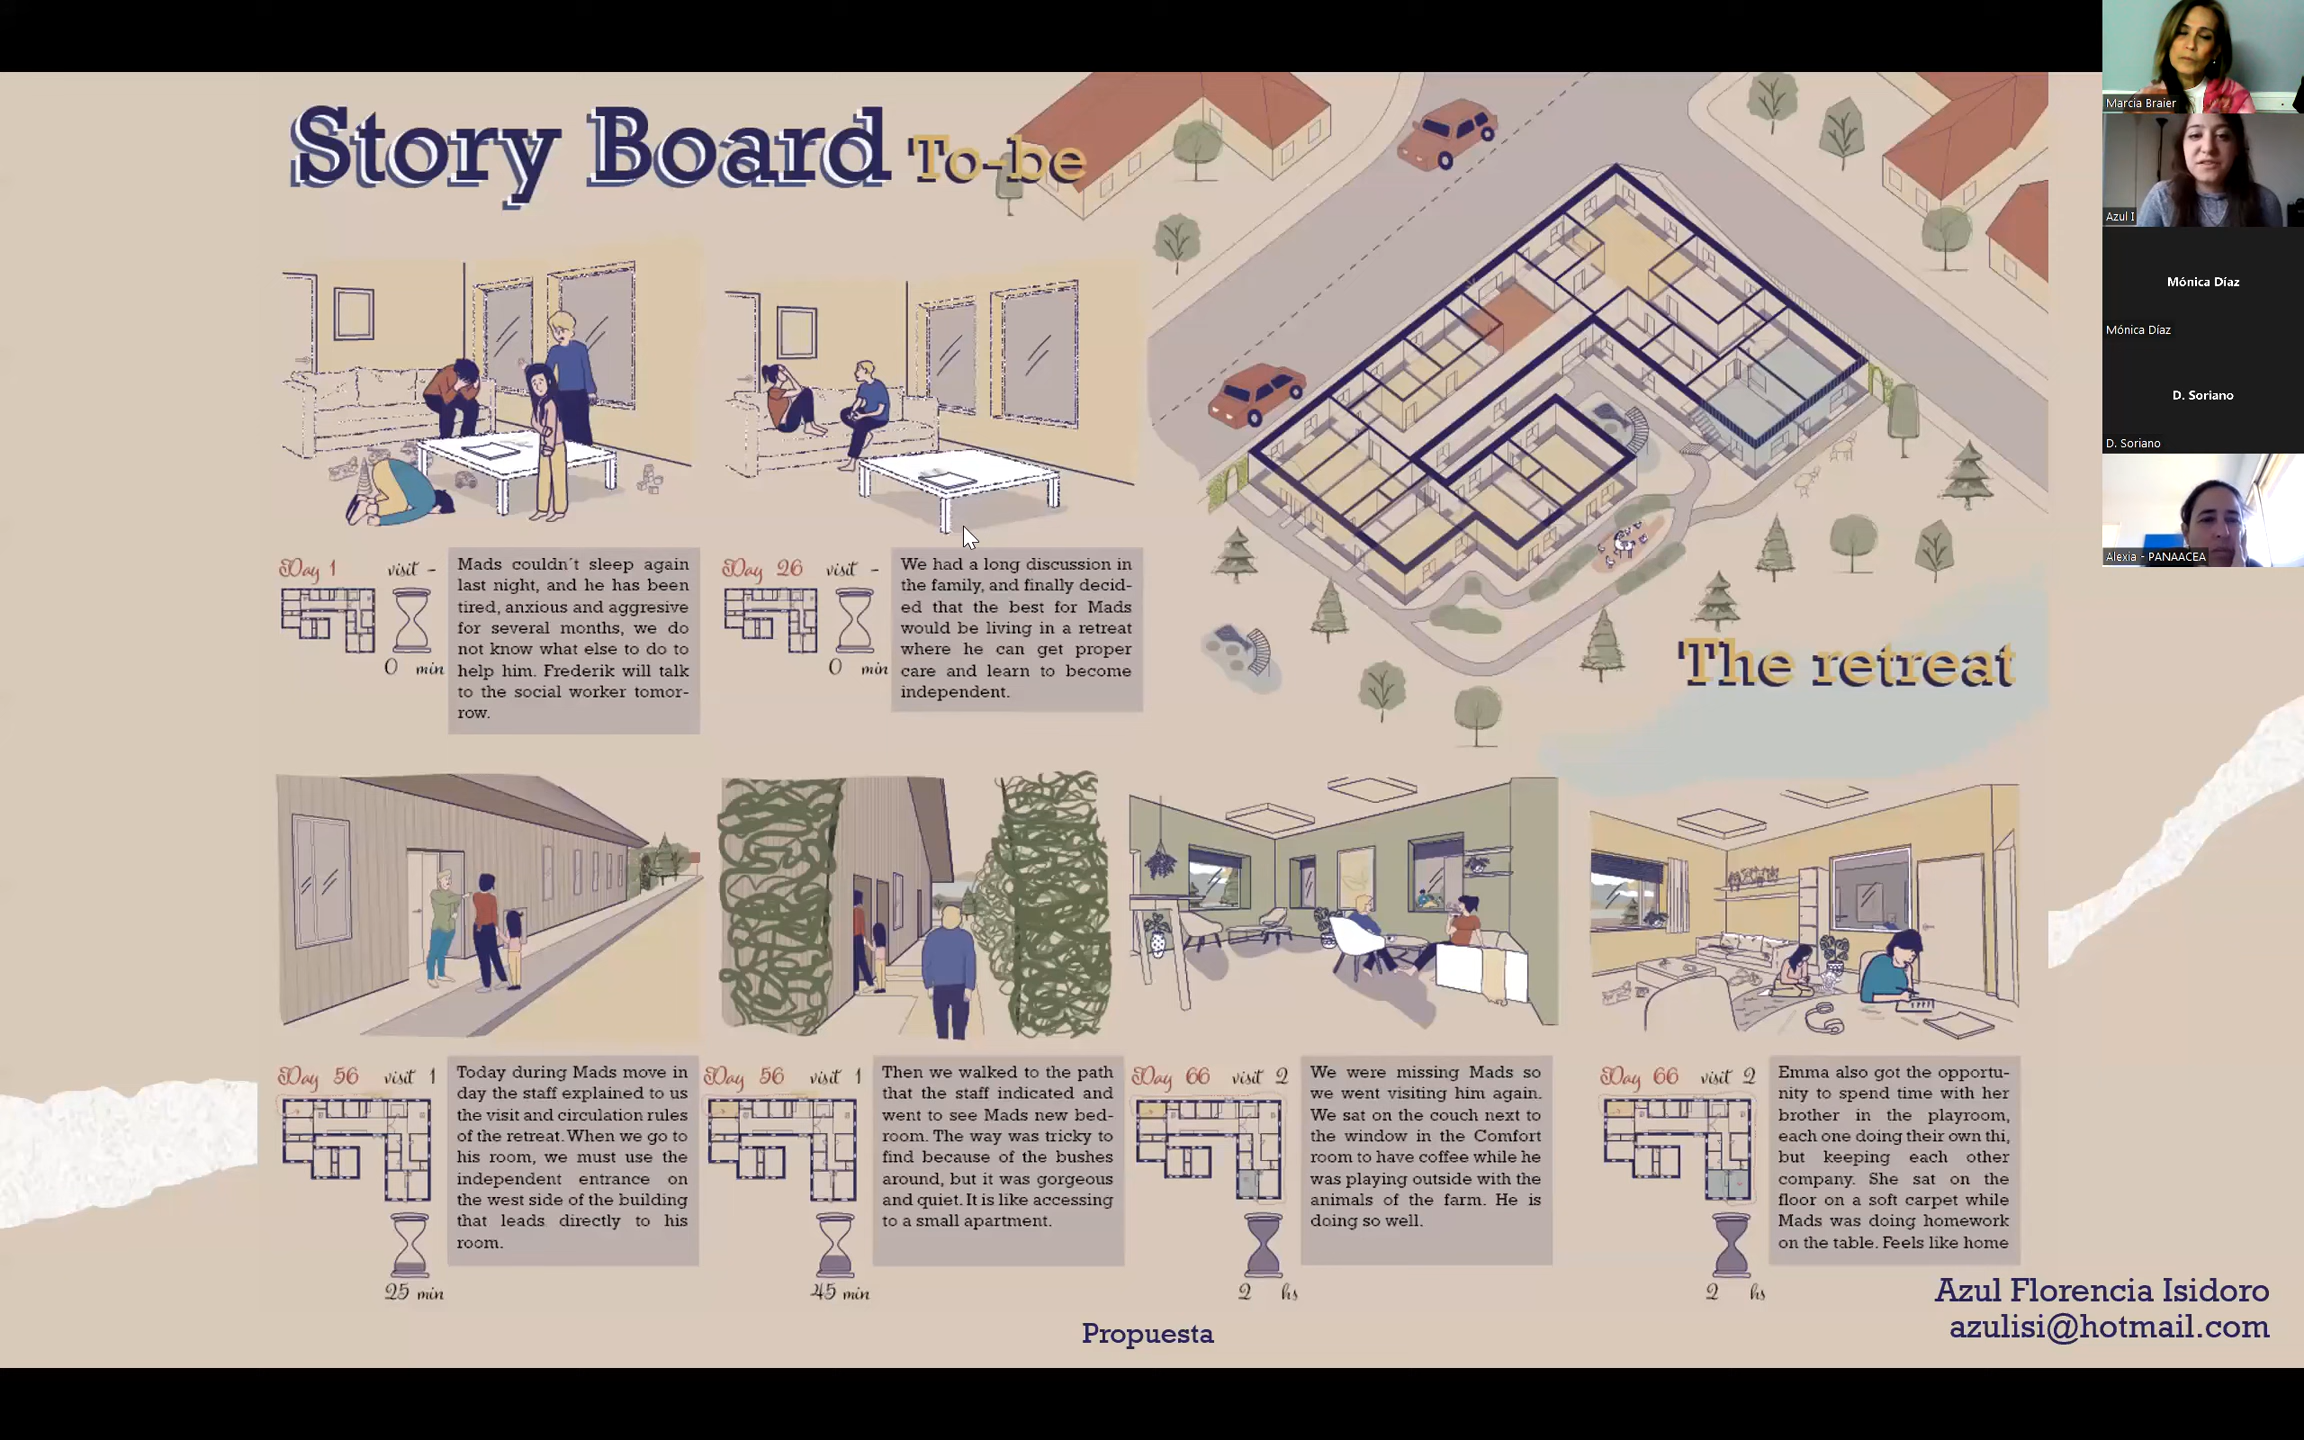 Story Board To-be
Day 1 visit -
0 min
Mads couldn´t sleep again
last night, and he has been
tired, anxious and aggresive
for several months, we do
not know what else to do to
help him. Frederik will talk
to the social worker tomor-
row.
Day 26 visit -
0 min
We had a long discussion in
the family, and finally decid-
ed that the best for Mads
would be living in a retreat
where he can get proper
care and learn to become
independent.
The retreat
Day 56 visit 1
25 min
Today during Mads move in
day the staff explained to us
the visit and circulation rules
of the retreat. When we go to
his room, we must use the
independent entrance on
the west side of the building
that leads directly to his
room.
Day 56 visit 1
45 min
Then we walked to the path
that the staff indicated and
went to see Mads new bed-
room. The way was tricky to
find because of the bushes
around, but it was gorgeous
and quiet. It is like accessing
to a small apartment.
Day 66 visit 2
2 hs
We were missing Mads so
we went visiting him again.
We sat on the couch next to
the window in the Comfort
room to have coffee while he
was playing outside with the
animals of the farm. He is
doing so well.
Day 66 visit 2
2 hs
Emma also got the opportu-
nity to spend time with her
brother in the playroom,
each one doing their own thi,
but keeping each other
company. She sat on the
floor on a soft carpet while
Mads was doing homework
on the table. Feels like home
Propuesta
Azul Florencia Isidoro
azulisi@hotmail.com
Marcia Braier
Azul I
Mónica Díaz
Mónica Díaz
D. Soriano
D. Soriano
Alexia - PANAACEA